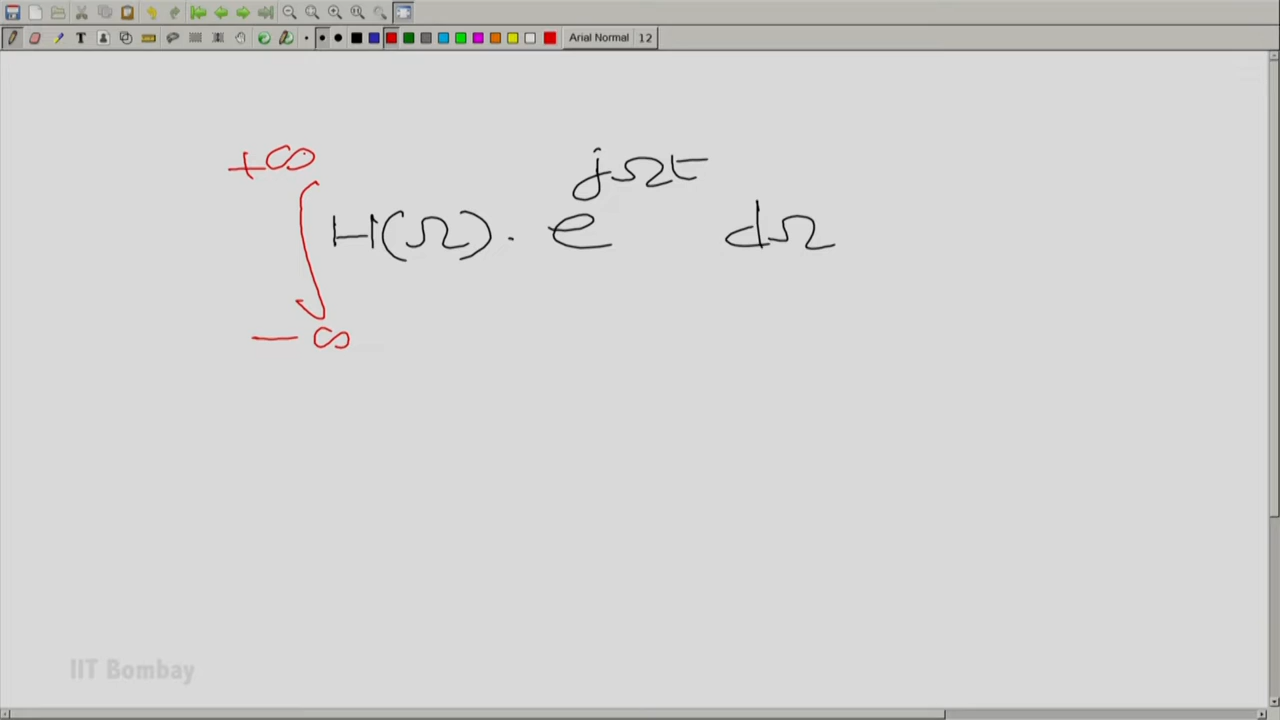 Arial Normal 12
+∞
∫ H(Ω). e^{jΩt} dΩ
-∞
IIT Bombay